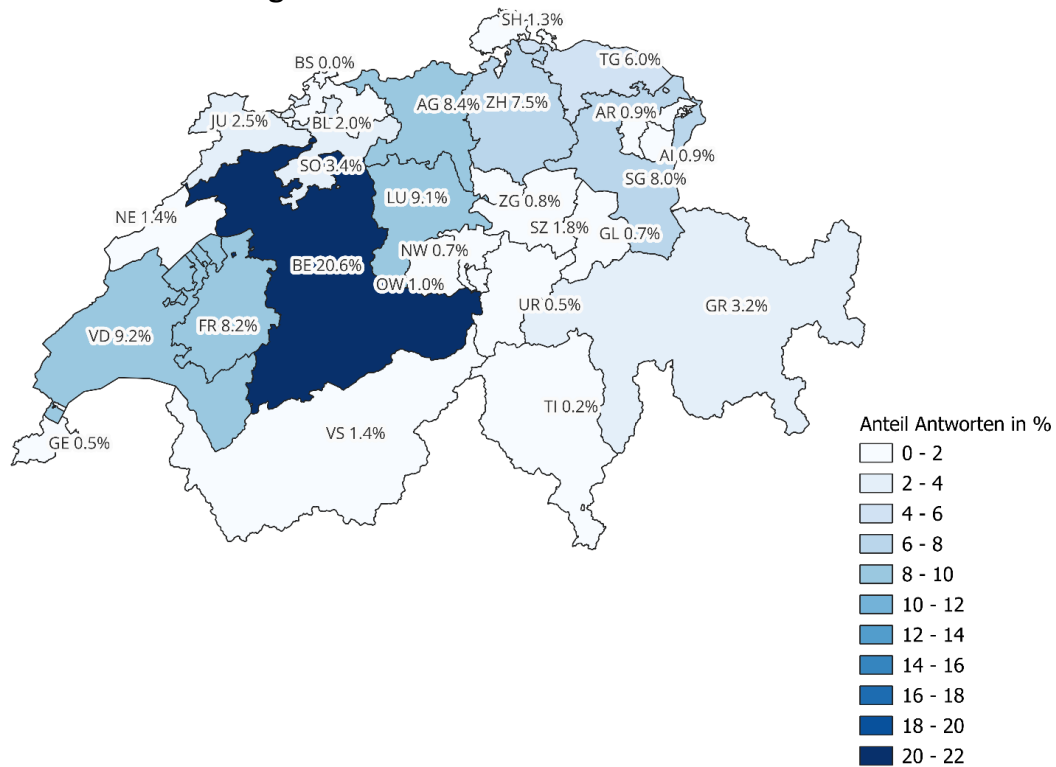 SH 1.3%
BS 0.0%
TG 6.0%
AG 8.4%
ZH 7.5%
AR 0.9%
JU 2.5%
BL 2.0%
AI 0.9%
SO 3.4%
SG 8.0%
LU 9.1%
ZG 0.8%
NE 1.4%
SZ 1.8%
GL 0.7%
NW 0.7%
BE 20.6%
OW 1.0%
UR 0.5%
GR 3.2%
FR 8.2%
VD 9.2%
TI 0.2%
VS 1.4%
GE 0.5%
Anteil Antworten in %
0 - 2
2 - 4
4 - 6
6 - 8
8 - 10
10 - 12
12 - 14
14 - 16
16 - 18
18 - 20
20 - 22